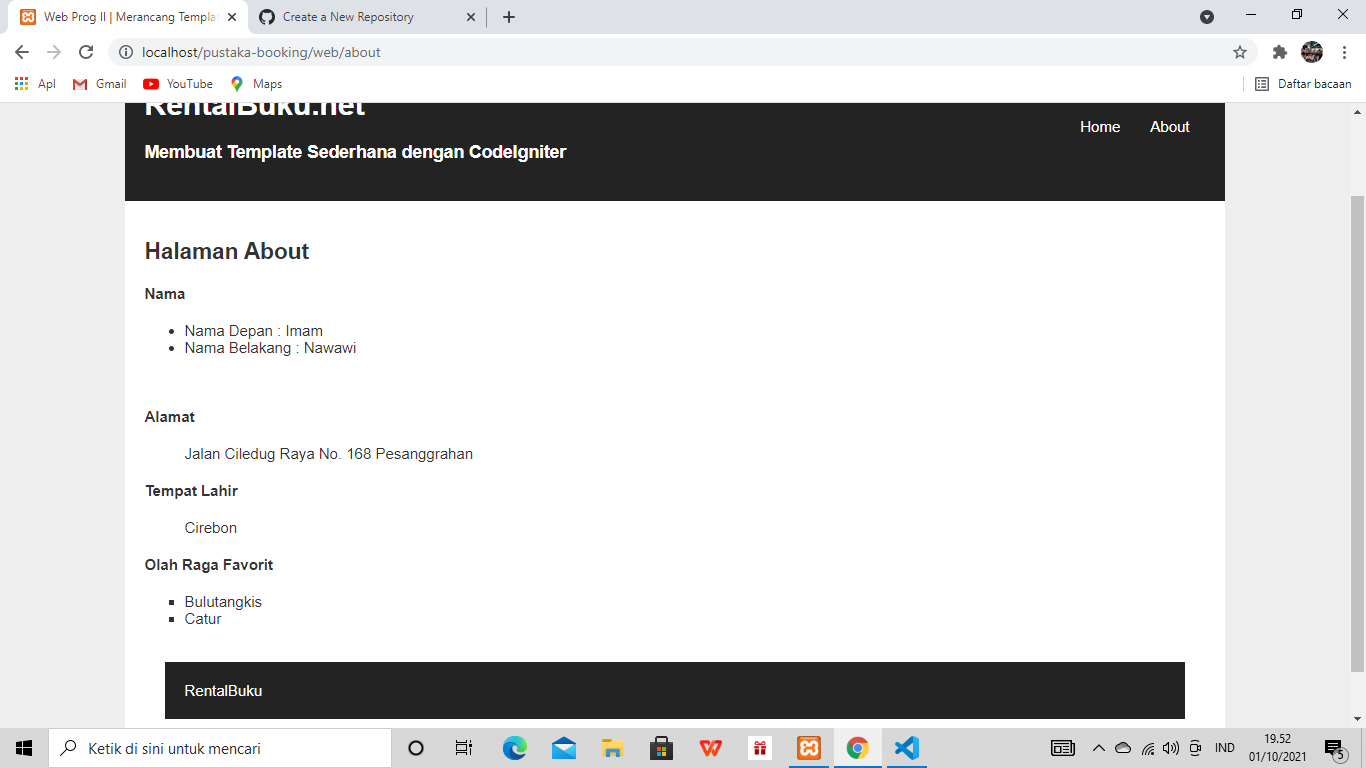 Web Prog II | Merancang Templat
Create a New Repository
localhost/pustaka-booking/web/about
Apl
Gmail
YouTube
Maps
Daftar bacaan
RentalBuku.net
Home
About
Membuat Template Sederhana dengan CodeIgniter
Halaman About
Nama
Nama Depan : Imam
Nama Belakang : Nawawi
Alamat
Jalan Ciledug Raya No. 168 Pesanggrahan
Tempat Lahir
Cirebon
Olah Raga Favorit
Bulutangkis
Catur
RentalBuku
Ketik di sini untuk mencari
IND
19.52
01/10/2021
5